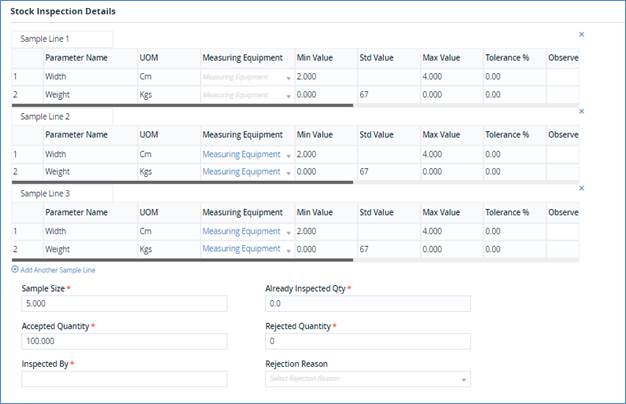 Stock Inspection Details
Sample Line 1
Parameter Name UOM Measuring Equipment Min Value Std Value Max Value Tolerance % Observe
1 Width Cm Measuring Equipment 2.000 4.000 0.00
2 Weight Kgs Measuring Equipment 0.000 67 0.000 0.00
Sample Line 2
Parameter Name UOM Measuring Equipment Min Value Std Value Max Value Tolerance % Observe
1 Width Cm Measuring Equipment 2.000 4.000 0.00
2 Weight Kgs Measuring Equipment 0.000 67 0.000 0.00
Sample Line 3
Parameter Name UOM Measuring Equipment Min Value Std Value Max Value Tolerance % Observe
1 Width Cm Measuring Equipment 2.000 4.000 0.00
2 Weight Kgs Measuring Equipment 0.000 67 0.000 0.00
Add Another Sample Line
Sample Size * Already Inspected Qty *
5.000 0.0
Accepted Quantity * Rejected Quantity *
100.000 0
Inspected By * Rejection Reason
Select Rejection Reason